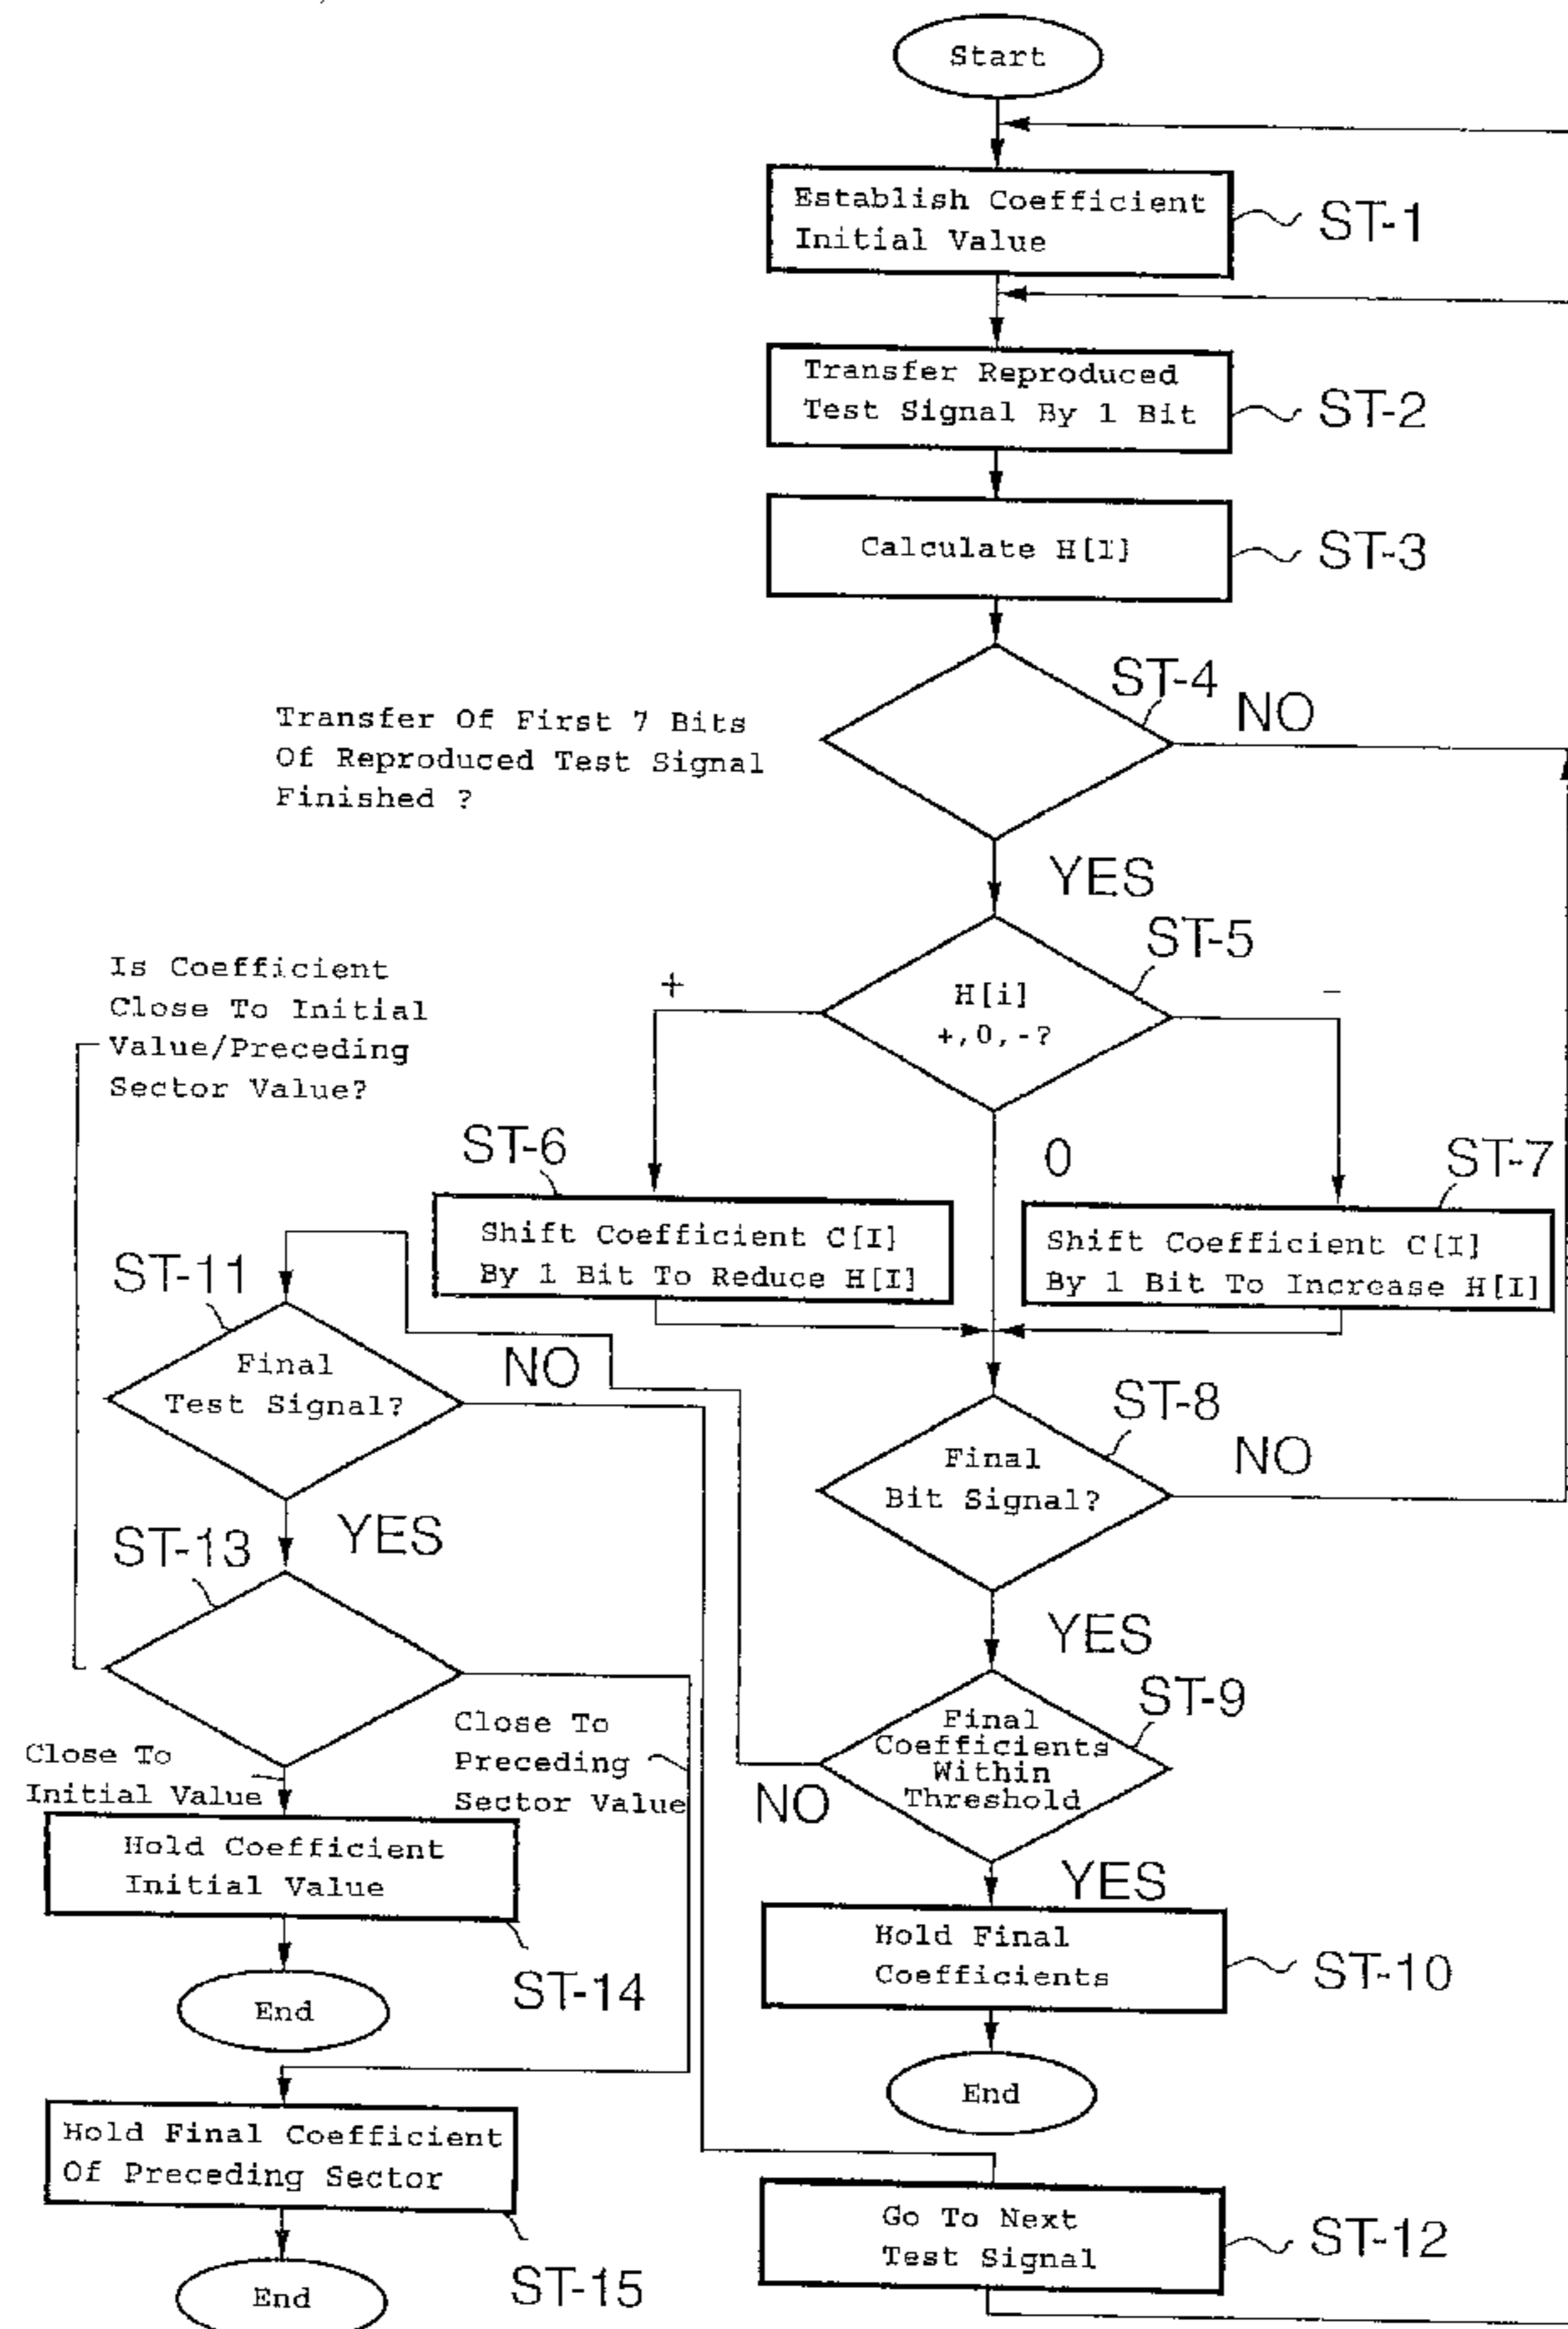 Start
Establish Coefficient
Initial Value
ST-1
Transfer Reproduced
Test Signal By 1 Bit
ST-2
Calculate H[I]
ST-3
ST-4
NO
Transfer Of First 7 Bits
Of Reproduced Test Signal
Finished ?
YES
ST-5
H[i]
+,0,-?
+
-
0
Is Coefficient
Close To Initial
Value/Preceding
Sector Value?
ST-6
Shift Coefficient C[I]
By 1 Bit To Reduce H[I]
ST-7
Shift Coefficient C[I]
By 1 Bit To Increase H[I]
ST-11
Final
Test Signal?
NO
YES
ST-8
Final
Bit Signal?
NO
YES
ST-13
ST-9
Final
Coefficients
Within
Threshold
NO
YES
Close To
Initial Value
Close To
Preceding
Sector Value
Hold Coefficient
Initial Value
ST-14
End
Hold Final
Coefficients
ST-10
End
Hold Final Coefficient
Of Preceding Sector
ST-15
End
Go To Next
Test Signal
ST-12